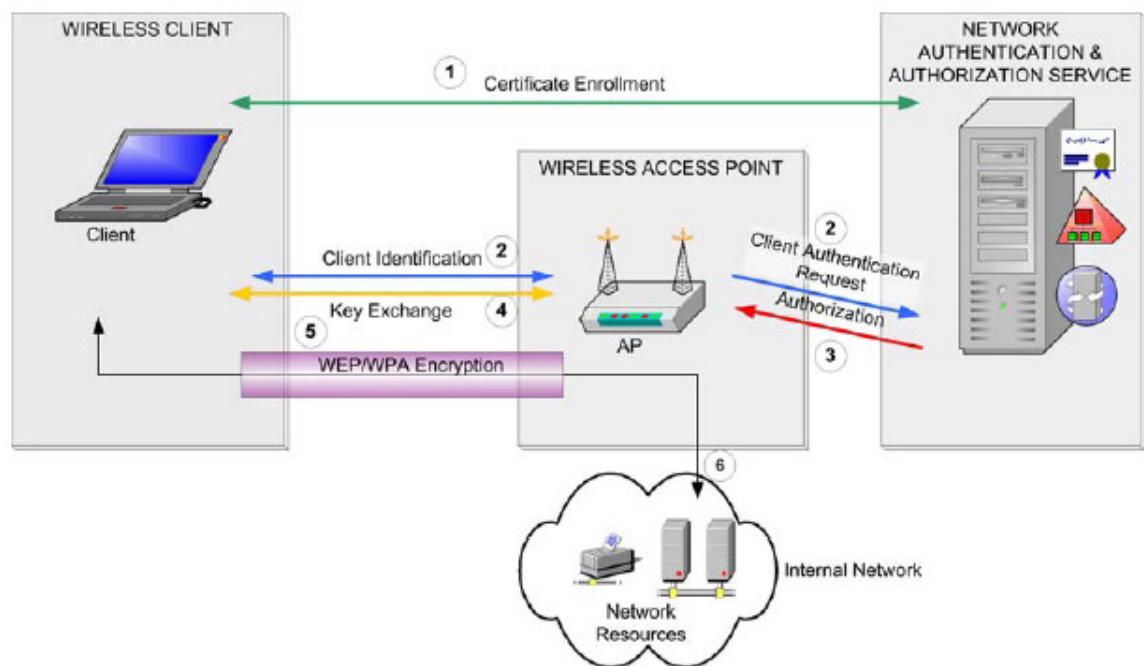 WIRELESS CLIENT
NETWORK
AUTHENTICATION &
AUTHORIZATION SERVICE
1
Certificate Enrollment
WIRELESS ACCESS POINT
Client
Client Identification
2
2
Client Authentication
Request
Key Exchange
4
Authorization
AP
3
5
WEP/WPA Encryption
6
Internal Network
Network
Resources